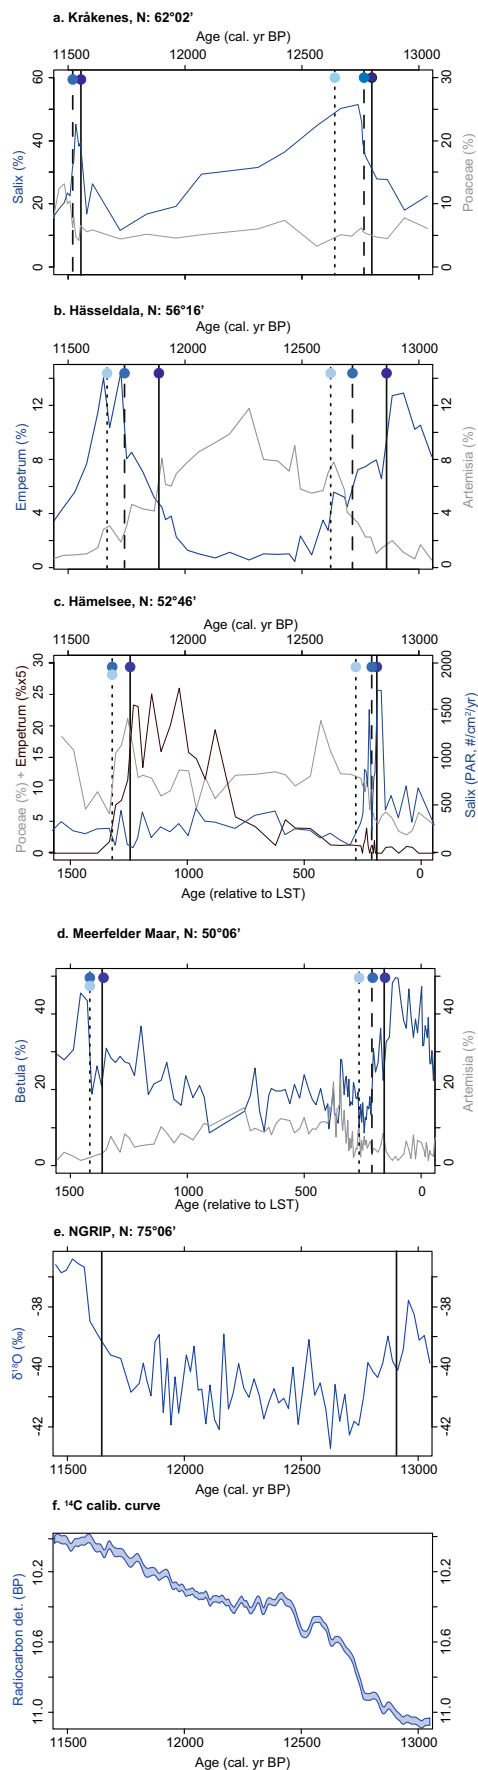 a. Kråkenes, N: 62°02’
Age (cal. yr BP)
11500 12000 12500 13000
Salix (%)
0 20 40 60
Poaceae (%)
0 10 20 30
b. Hässeldala, N: 56°16’
Age (cal. yr BP)
11500 12000 12500 13000
Empetrum (%)
0 4 8 12
Artemisia (%)
0 4 8 12
c. Hämelsee, N: 52°46’
Age (cal. yr BP)
11500 12000 12500 13000
Poceae (%) + Empetrum (%x5)
0 5 10 15 20 25 30
Salix (PAR, #/cm²/yr)
0 500 1000 1500 2000
1500 1000 500 0
Age (relative to LST)
d. Meerfelder Maar, N: 50°06’
Betula (%)
0 20 40
Artemisia (%)
0 20 40
1500 1000 500 0
Age (relative to LST)
e. NGRIP, N: 75°06’
δ¹⁸O (‰)
-42 -40 -38
-42 -40 -38
11500 12000 12500 13000
Age (cal. yr BP)
f. ¹⁴C calib. curve
Radiocarbon det. (BP)
11.0 10.6 10.2
11.0 10.6 10.2
11500 12000 12500 13000
Age (cal. yr BP)